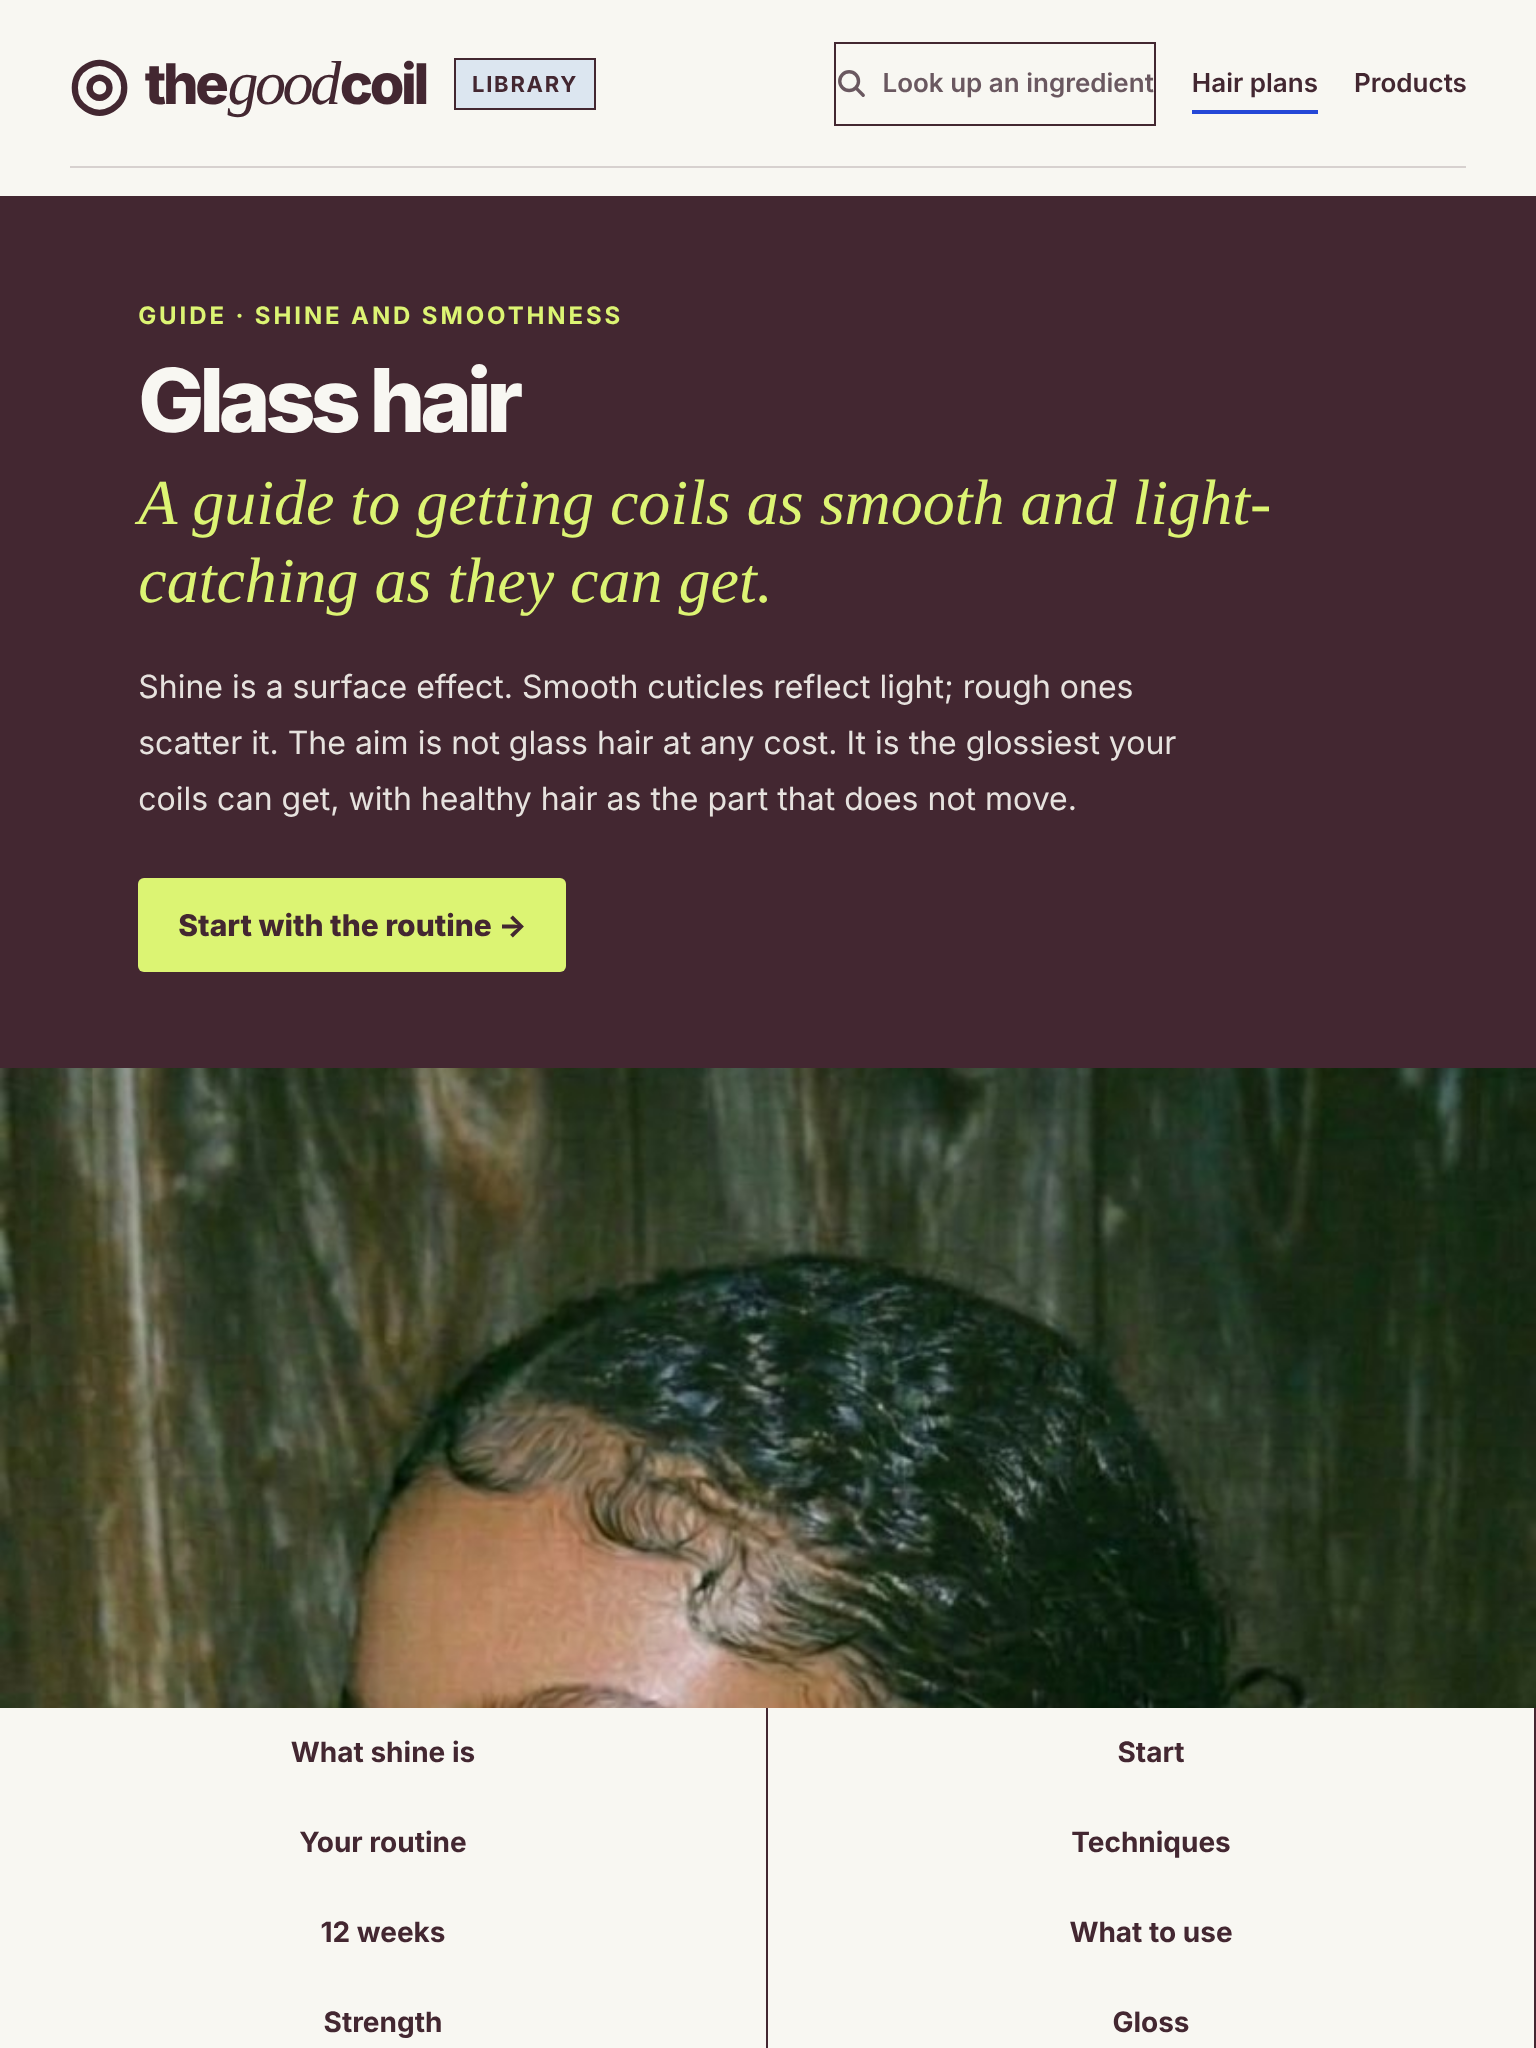 thegoodcoil LIBRARY Look up an ingredient Hair plans Products
GUIDE · SHINE AND SMOOTHNESS
Glass hair
A guide to getting coils as smooth and light-
catching as they can get.
Shine is a surface effect. Smooth cuticles reflect light; rough ones
scatter it. The aim is not glass hair at any cost. It is the glossiest your
coils can get, with healthy hair as the part that does not move.
Start with the routine →
What shine is
Start
Your routine
Techniques
12 weeks
What to use
Strength
Gloss